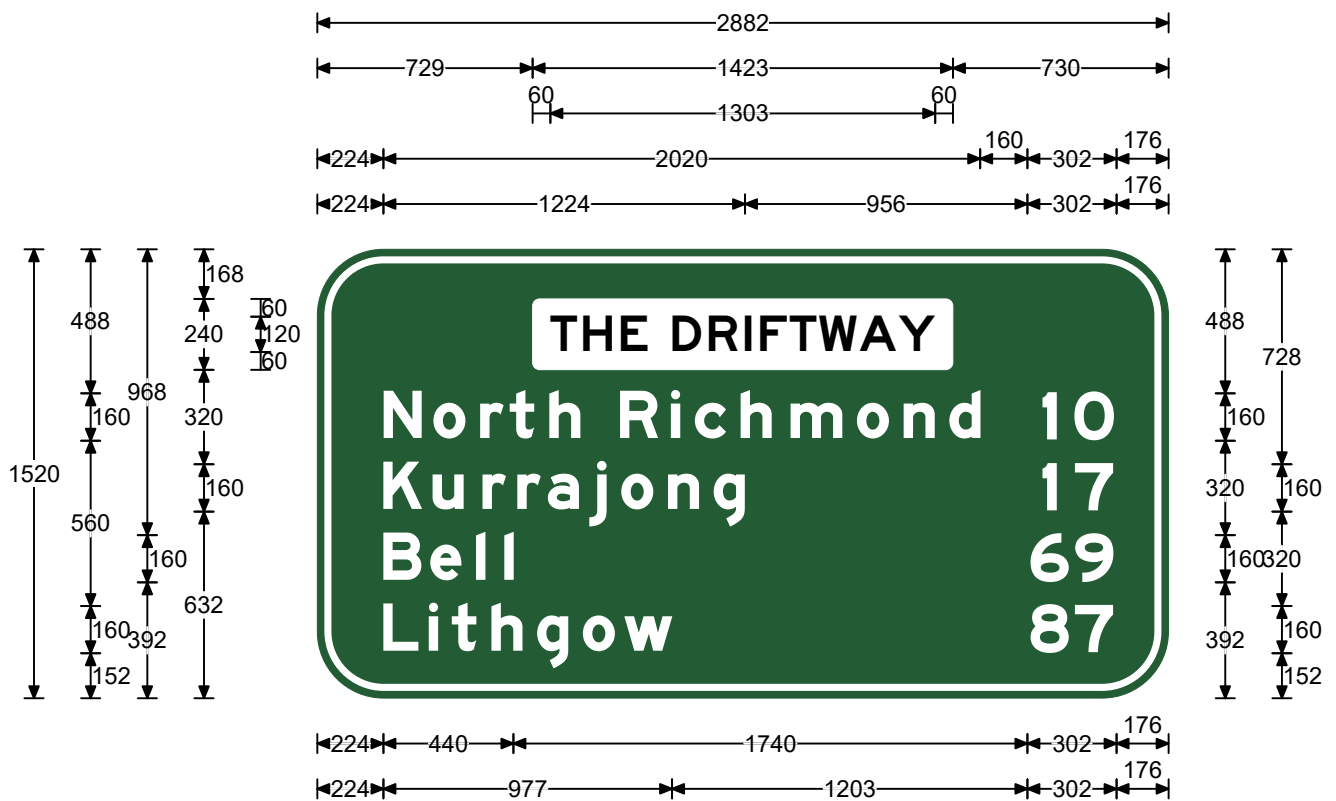 2882
729 1423 730
60 1303 60
224 2020 160 302 176
224 1224 956 302 176
1520
488 160 560 160 152
968 160 392
168 240 320 160 632
60 120 60
THE DRIFTWAY
North Richmond 10
Kurrajong 17
Bell 69
Lithgow 87
488 160 320 160 392
728 160 320 160 152
224 440 1740 302 176
224 977 1203 302 176